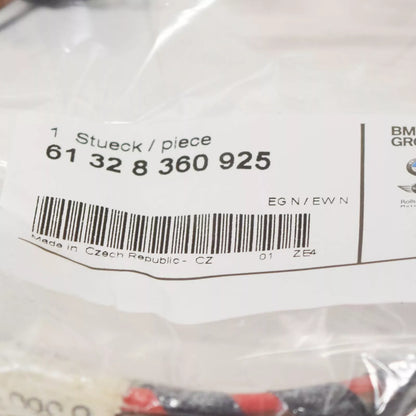 1 Stueck / piece
61 32 8 360 925
EG N / EW N
Made in Czech Republic - CZ 01 ZE4
BM
GRO